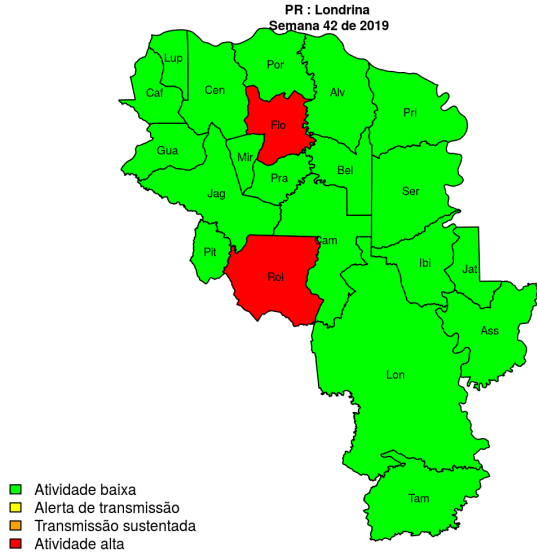 PR : Londrina
Semana 42 de 2019
Lup
Por
Caf
Cen
Alv
Pri
Flo
Gua
Mir
Bel
Pra
Jag
Ser
Cam
Pit
Ibi
Jat
Rol
Ass
Lon
Tam
Atividade baixa
Alerta de transmissão
Transmissão sustentada
Atividade alta